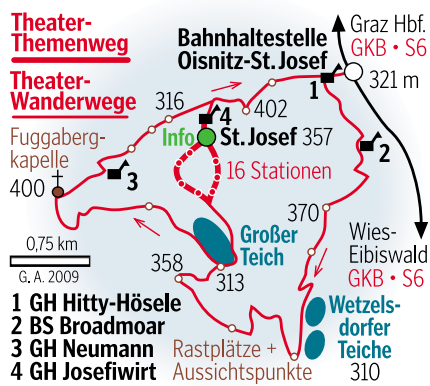 Theater-
Themenweg
Theater-
Wanderwege
Bahnhaltestelle
Oisnitz-St. Josef
Graz Hbf.
GKB • S6
321 m
1
316
402
4
Info
St. Josef 357
2
Fuggaberg-
kapelle
400
3
16 Stationen
370
Großer
Teich
Wies-
Eibiswald
GKB • S6
0,75 km
G. A. 2009
358
313
1 GH Hitty-Hösele
2 BS Broadmoar
3 GH Neumann
4 GH Josefiwirt
Rastplätze +
Aussichtspunkte
Wetzels-
dorfer
Teiche
310